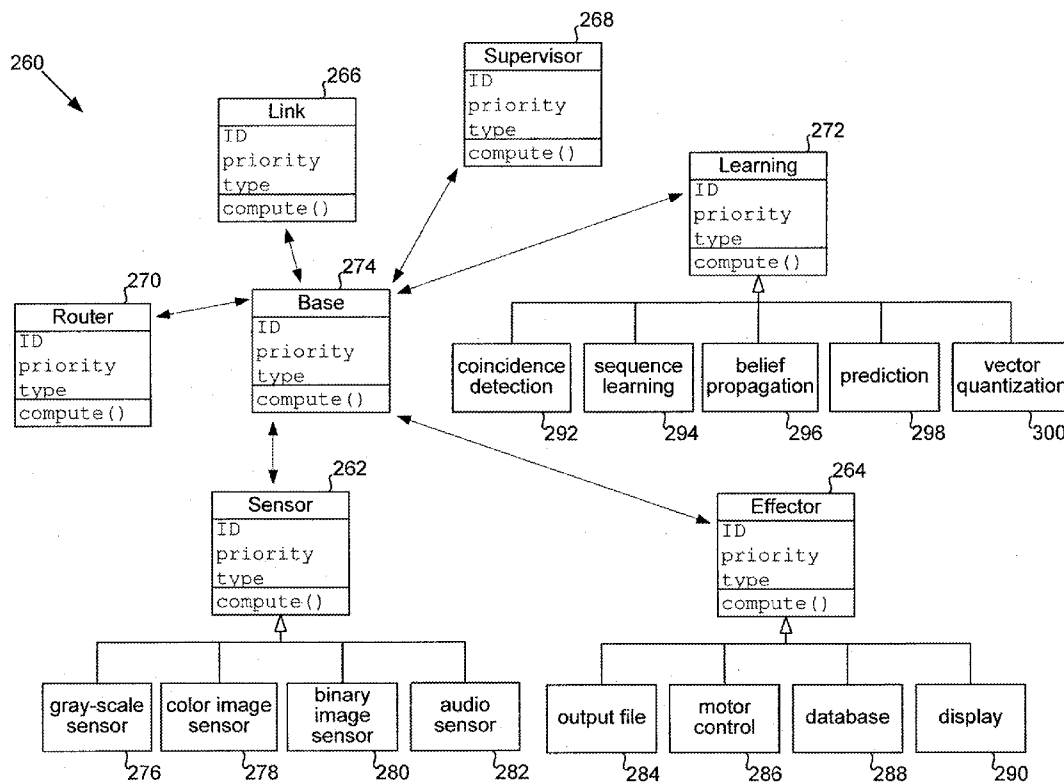 260
268
Supervisor
ID
priority
type
compute()
266
Link
ID
priority
type
compute()
272
Learning
ID
priority
type
compute()
270
Router
ID
priority
type
compute()
274
Base
ID
priority
type
compute()
coincidence
detection
292
sequence
learning
294
belief
propagation
296
prediction
298
vector
quantization
300
262
Sensor
ID
priority
type
compute()
264
Effector
ID
priority
type
compute()
gray-scale
sensor
276
color image
sensor
278
binary
image
sensor
280
audio
sensor
282
output file
284
motor
control
286
database
288
display
290